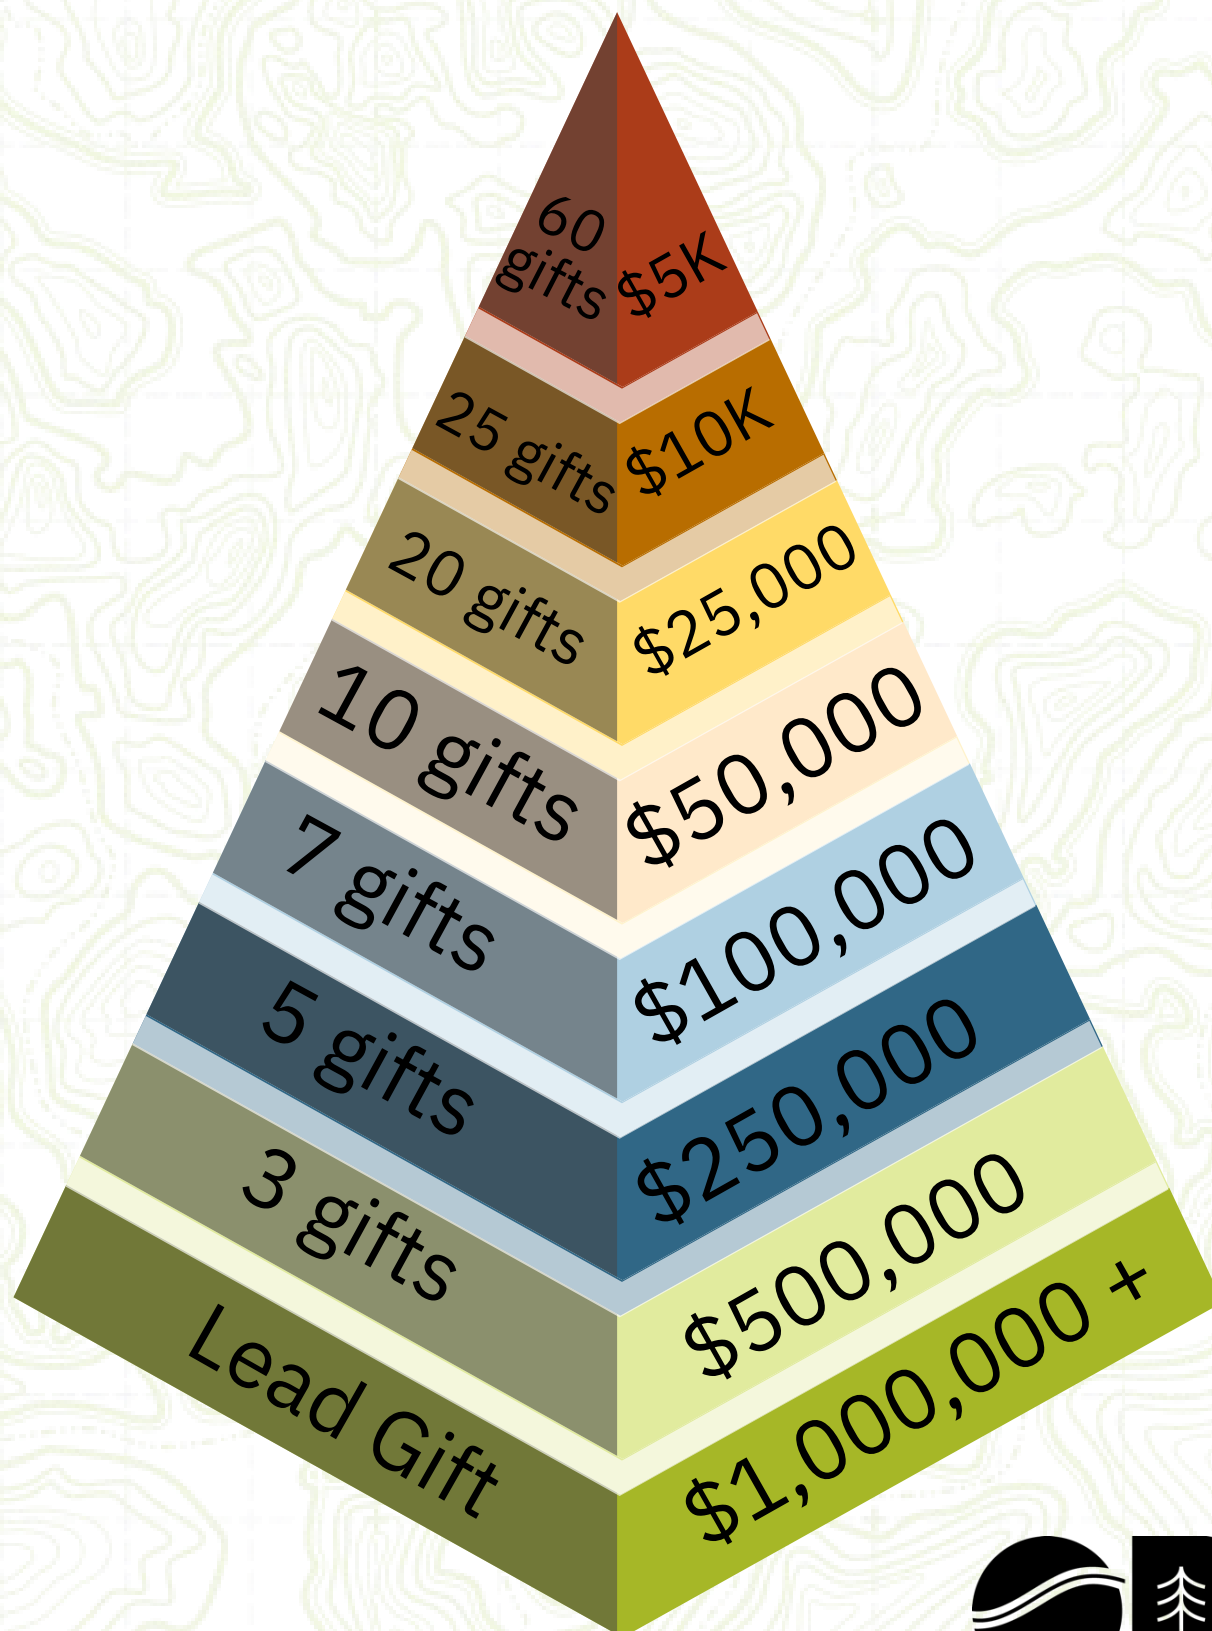 60
gifts
$5K
25 gifts
$10K
20 gifts
$25,000
10 gifts
$50,000
7 gifts
$100,000
5 gifts
$250,000
3 gifts
$500,000
Lead Gift
$1,000,000 +